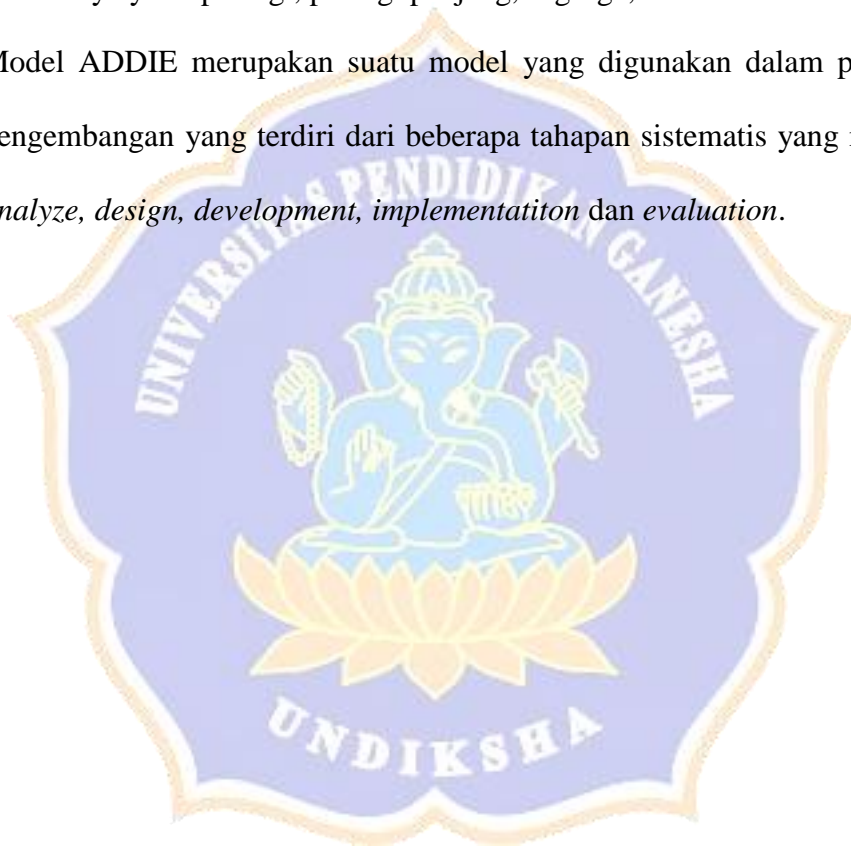 Model ADDIE merupakan suatu model yang digunakan dalam p
engembangan yang terdiri dari beberapa tahapan sistematis yang
UNIVERSITAS PENDIDIKAN GANESHA
nalyze, design, development, implementatiton dan evaluation.
UNDIKSHA